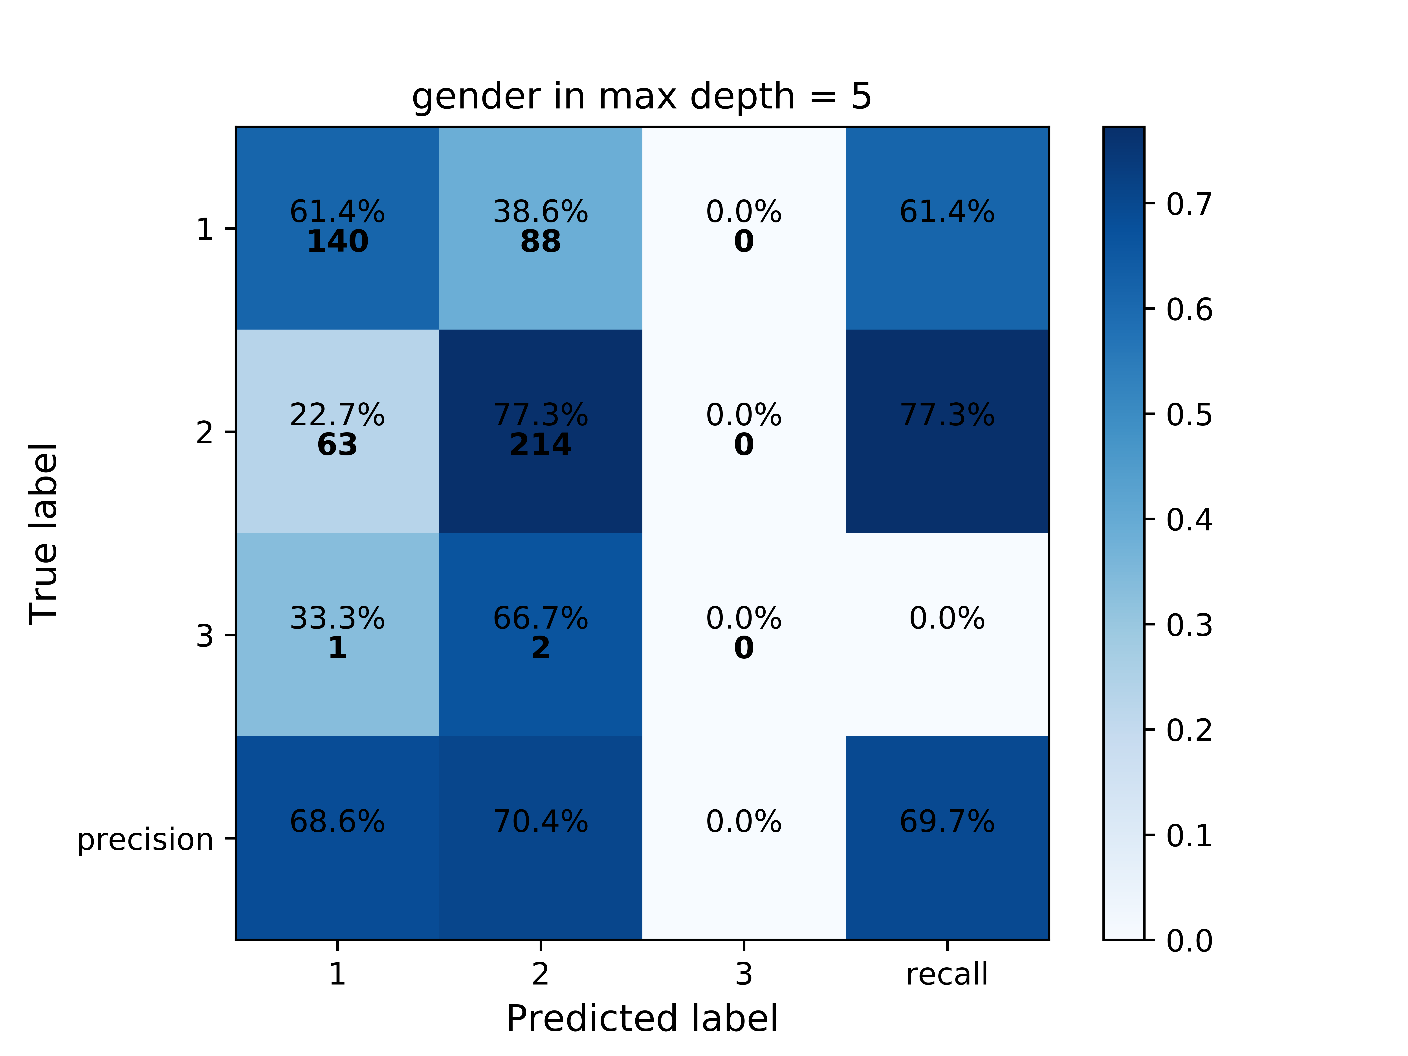 gender in max depth = 5
61.4% 38.6% 0.0% 61.4%
1 140 88 0
22.7% 77.3% 0.0% 77.3%
2 63 214 0
33.3% 66.7% 0.0% 0.0%
3 1 2 0
68.6% 70.4% 0.0% 69.7%
precision
1 2 3 recall
Predicted label
True label
0.7
0.6
0.5
0.4
0.3
0.2
0.1
0.0